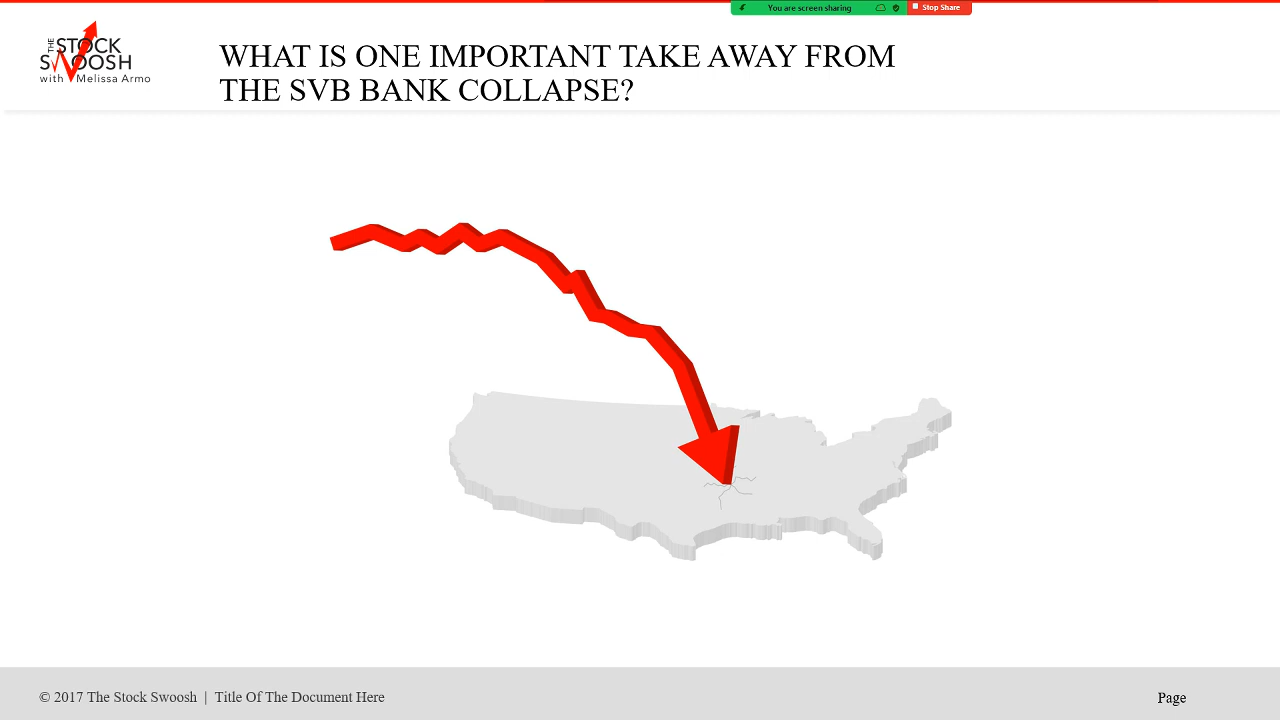 You are screen sharing
Stop Share
THE STOCK
SWOOSH
with Melissa Armo
WHAT IS ONE IMPORTANT TAKE AWAY FROM
THE SVB BANK COLLAPSE?
© 2017 The Stock Swoosh | Title Of The Document Here
Page